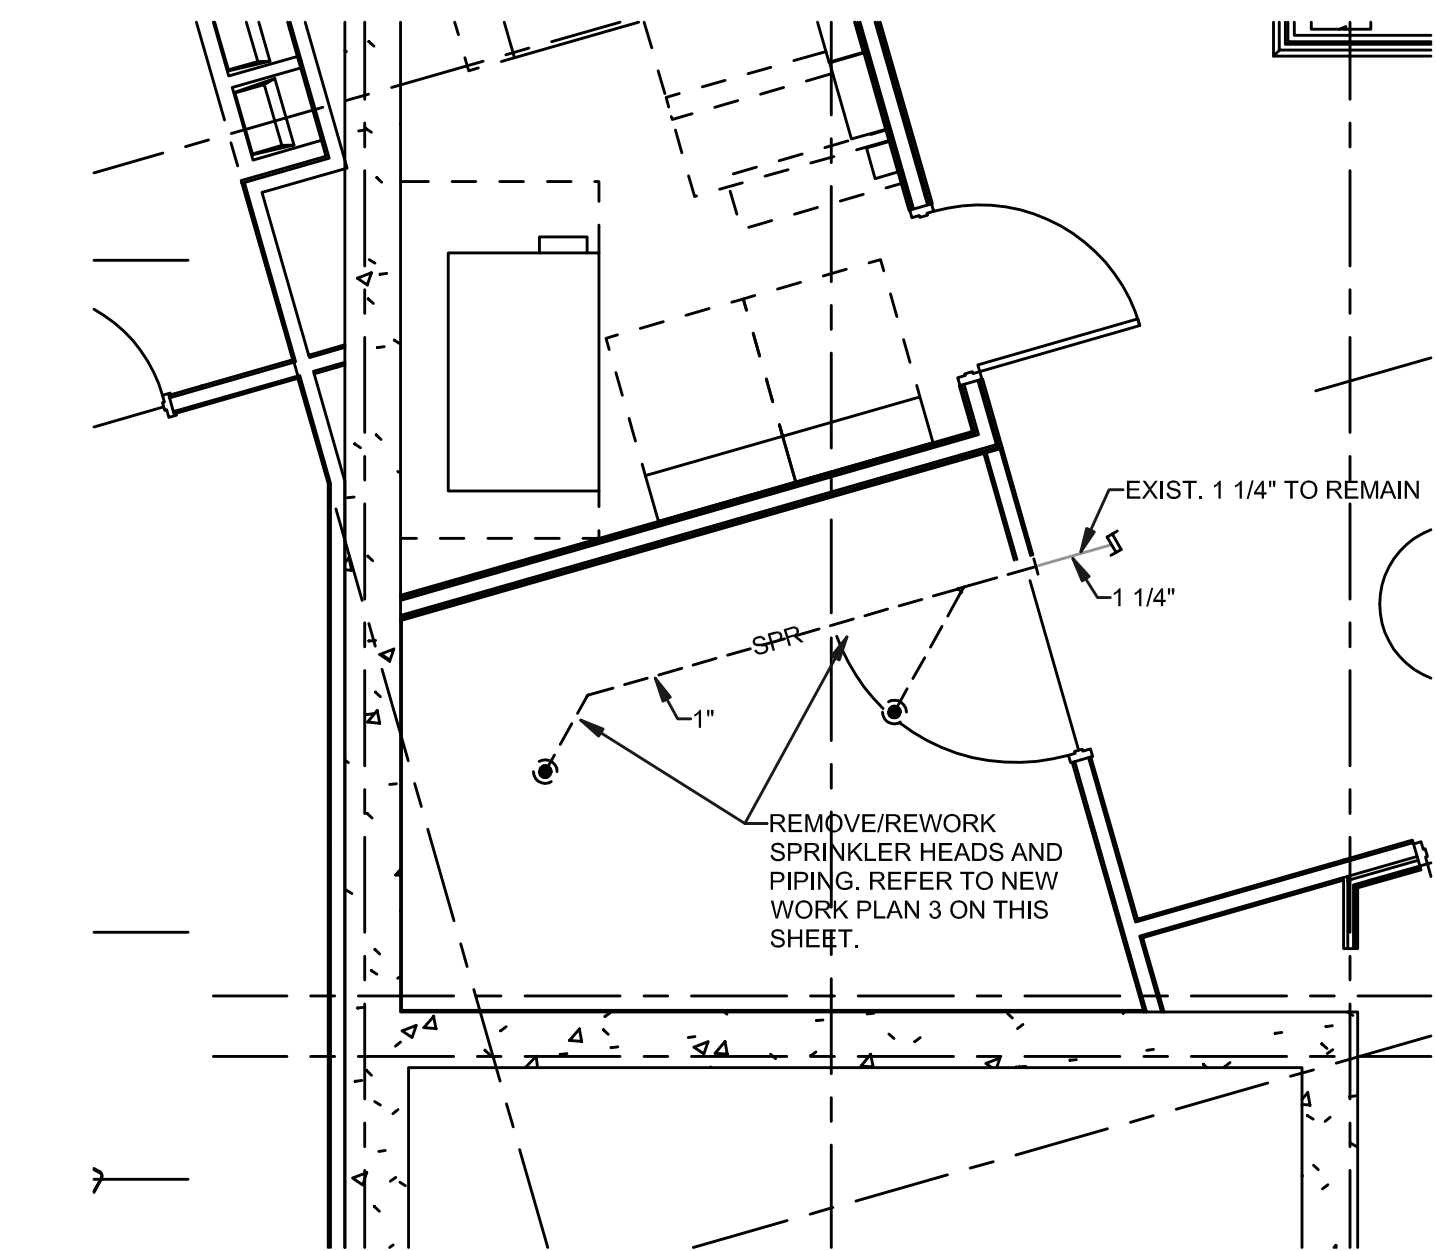 EXIST. 1 1/4" TO REMAIN
1 1/4"
SPR
1"
REMOVE/REWORK
SPRINKLER HEADS AND
PIPING. REFER TO NEW
WORK PLAN 3 ON THIS
SHEET.